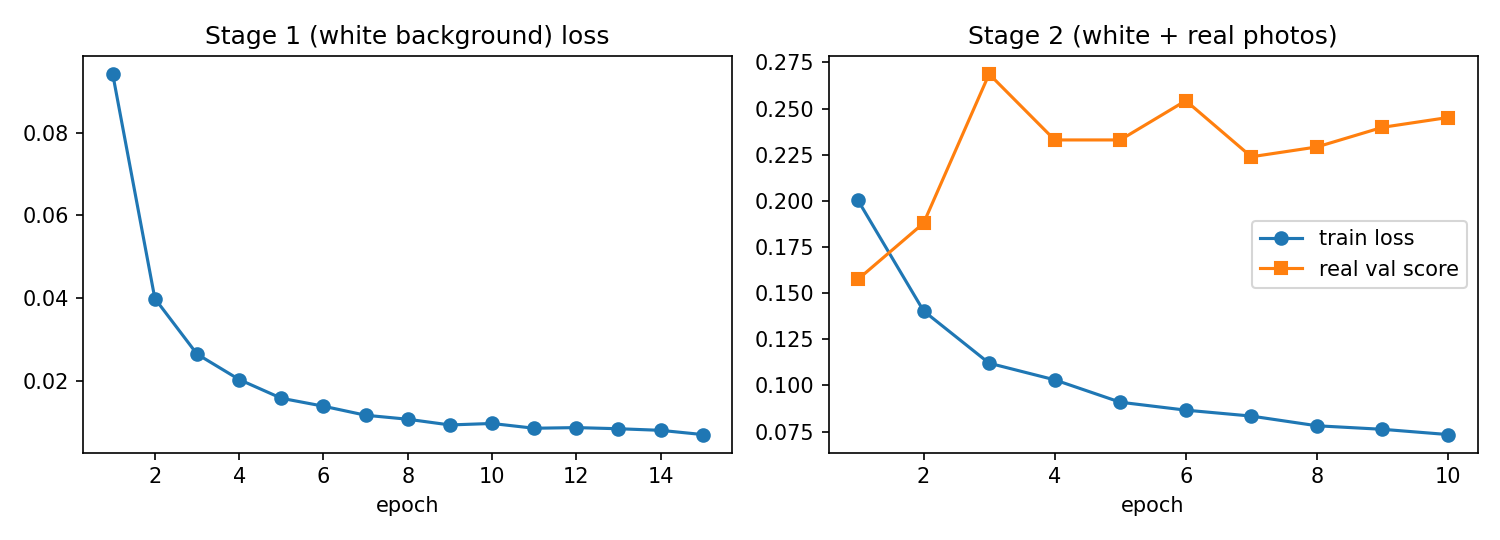 Stage 1 (white background) loss
0.08
0.06
0.04
0.02
2 4 6 8 10 12 14
epoch
Stage 2 (white + real photos)
0.275
0.250
0.225
0.200
0.175
0.150
0.125
0.100
0.075
train loss
real val score
2 4 6 8 10
epoch